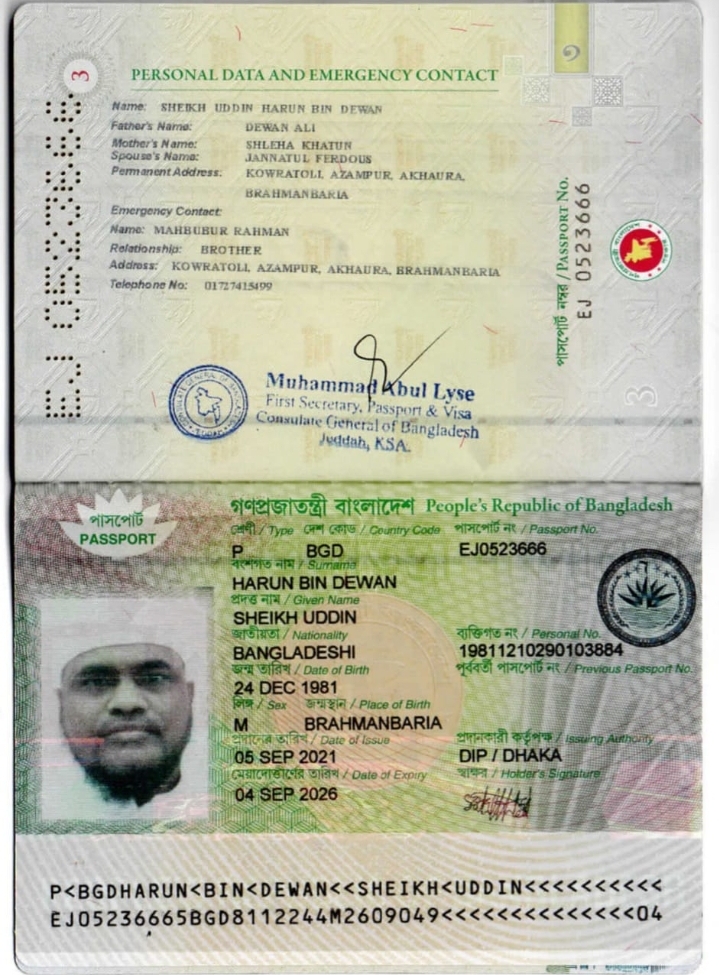 3
PERSONAL DATA AND EMERGENCY CONTACT
Name: SHEIKH UDDIN HARUN BIN DEWAN
Father's Name: DEWAN ALI
Mother's Name: SHLEHA KHATUN
Spouse's Name: JANNATUL FERDOUS
Permanent Address: KOWRATOLI, AZAMPUR, AKHAURA,
BRAHMANBARIA
Emergency Contact:
Name: MAHBUBUR RAHMAN
Relationship: BROTHER
Address: KOWRATOLI, AZAMPUR, AKHAURA, BRAHMANBARIA
Telephone No: 01727415499
EJ 0523666
পাসপোর্ট নম্বর / PASSPORT No.
EJ 0523666
3
Muhammad Abul Lyse
First Secretary, Passport & Visa
Consulate General of Bangladesh
Jeddah, KSA.
গণপ্রজাতন্ত্রী বাংলাদেশ People's Republic of Bangladesh
পাসপোর্ট
PASSPORT
শ্রেণী / Type দেশ কোড / Country Code পাসপোর্ট নং / Passport No.
P BGD EJ0523666
বংশগত নাম / Surname
HARUN BIN DEWAN
প্রদত্ত নাম / Given Name
SHEIKH UDDIN
জাতীয়তা / Nationality ব্যক্তিগত নং / Personal No.
BANGLADESHI 19811210290103884
জন্ম তারিখ / Date of Birth পূর্ববর্তী পাসপোর্ট নং / Previous Passport No.
24 DEC 1981
লিঙ্গ / Sex জন্মস্থান / Place of Birth
M BRAHMANBARIA
প্রদানের তারিখ / Date of Issue প্রদানকারী কর্তৃপক্ষ / Issuing Authority
05 SEP 2021 DIP / DHAKA
মেয়াদোত্তীর্ণের তারিখ / Date of Expiry স্বাক্ষর / Holder's Signature
04 SEP 2026
P<BGDHARUN<BIN<DEWAN<<SHEIKH<UDDIN<<<<<<<<<<
EJ05236665BGD8112244M2609049<<<<<<<<<<<<<<04